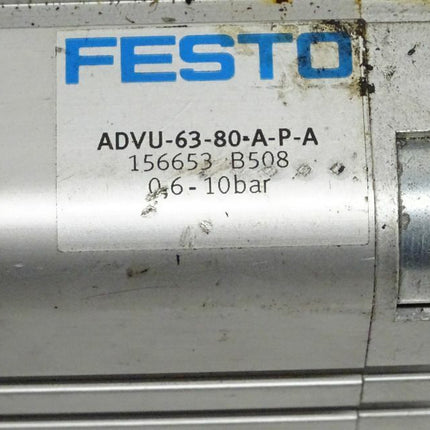 FESTO
ADVU-63-80-A-P-A
156653 B508
0,6-10bar